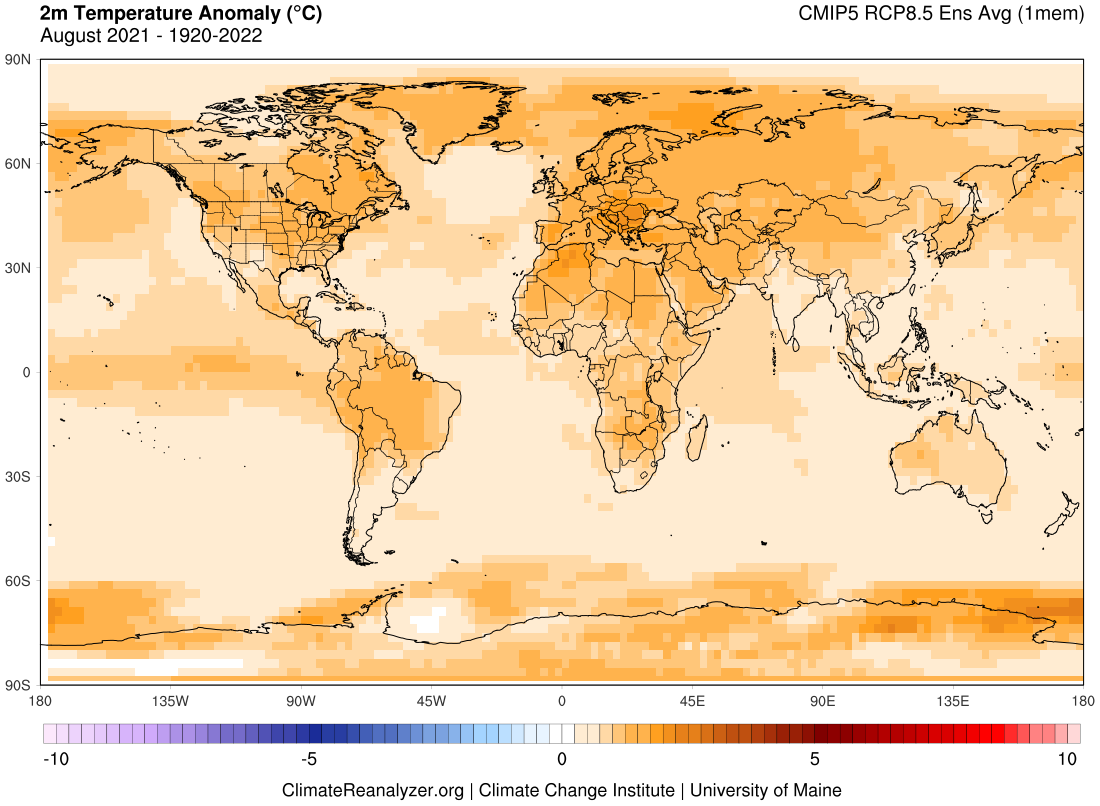 2m Temperature Anomaly (°C)
CMIP5 RCP8.5 Ens Avg (1mem)
August 2021 - 1920-2022
90N
60N
30N
0
30S
60S
90S
180
135W
90W
45W
0
45E
90E
135E
180
-10
-5
0
5
10
ClimateReanalyzer.org | Climate Change Institute | University of Maine